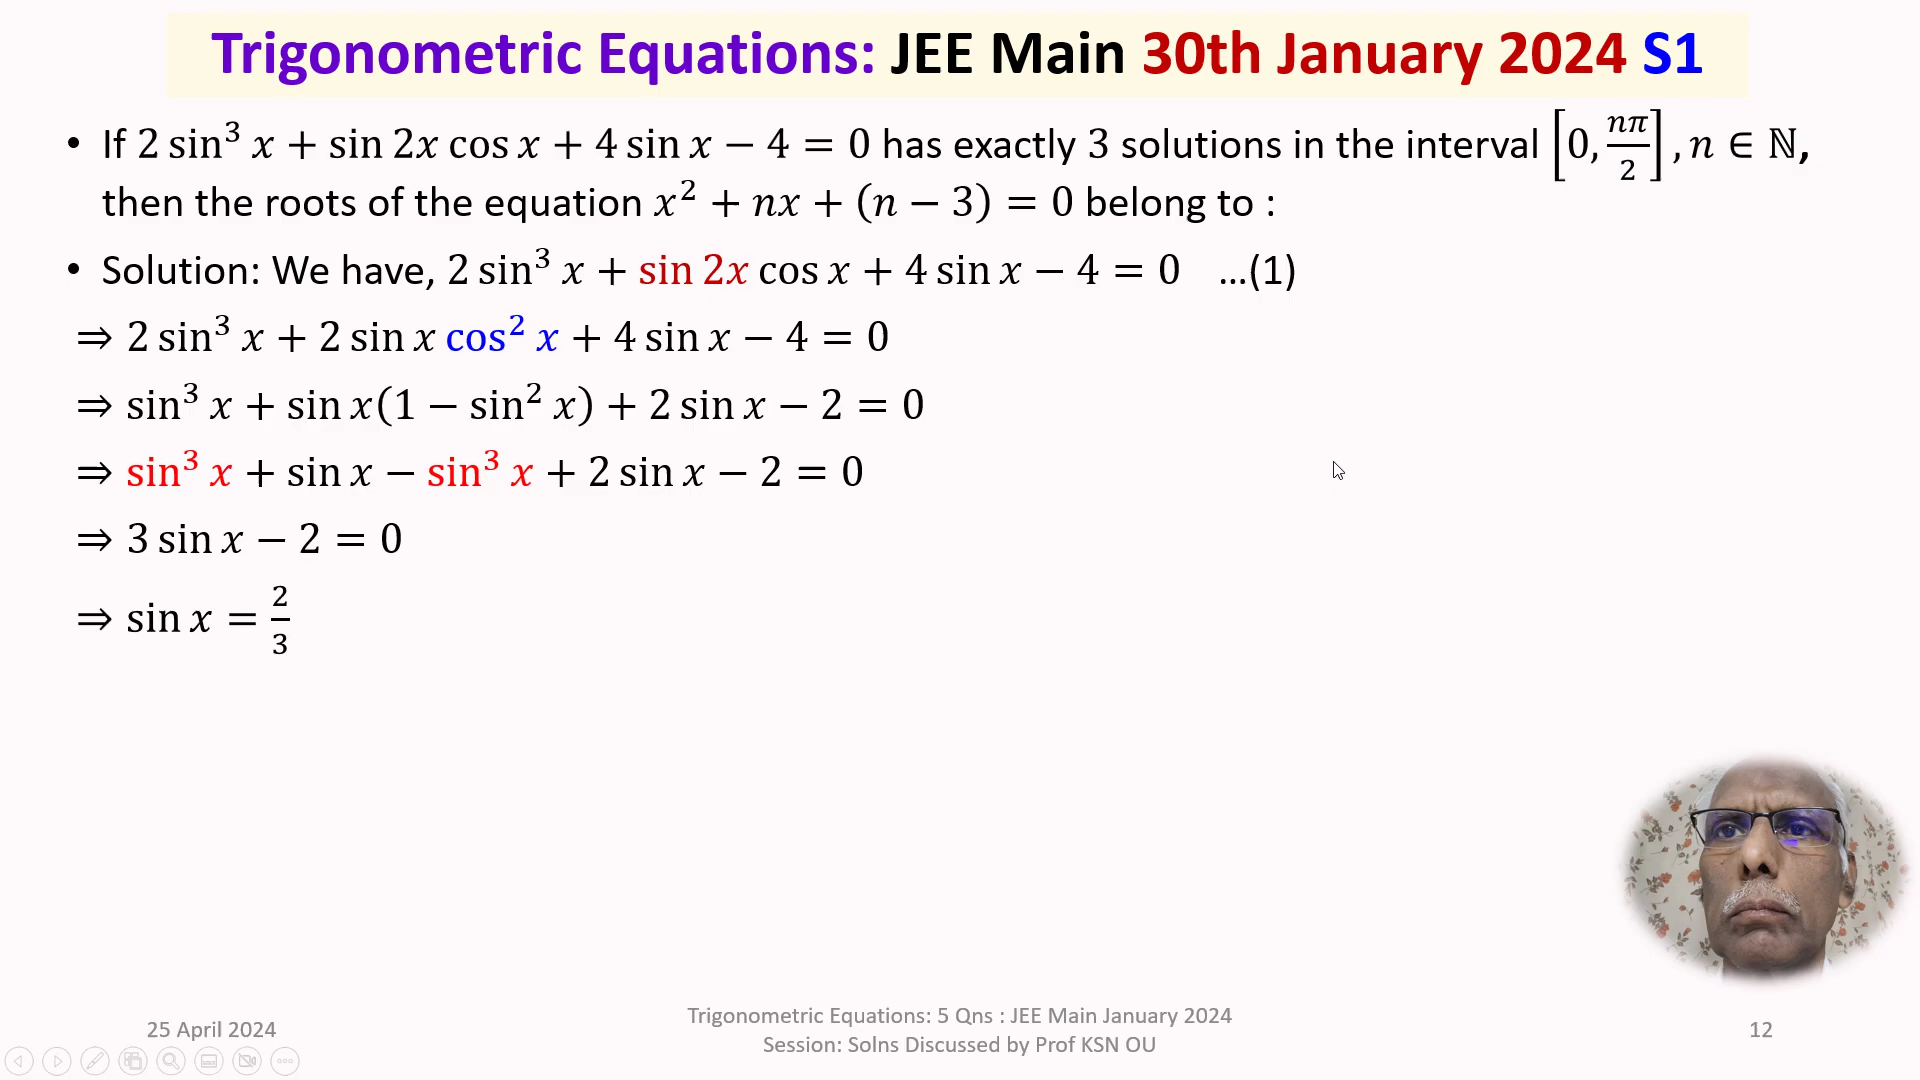 Trigonometric Equations: JEE Main 30th January 2024 S1
• If 2 sin³ x + sin 2x cos x + 4 sin x − 4 = 0 has exactly 3 solutions in the interval [0, nπ/2], n ∈ ℕ,
then the roots of the equation x² + nx + (n − 3) = 0 belong to :
• Solution: We have, 2 sin³ x + sin 2x cos x + 4 sin x − 4 = 0 …(1)
⇒ 2 sin³ x + 2 sin x cos² x + 4 sin x − 4 = 0
⇒ sin³ x + sin x(1 − sin² x) + 2 sin x − 2 = 0
⇒ sin³ x + sin x − sin³ x + 2 sin x − 2 = 0
⇒ 3 sin x − 2 = 0
⇒ sin x = 2/3
25 April 2024
Trigonometric Equations: 5 Qns : JEE Main January 2024
Session: Solns Discussed by Prof KSN OU
12